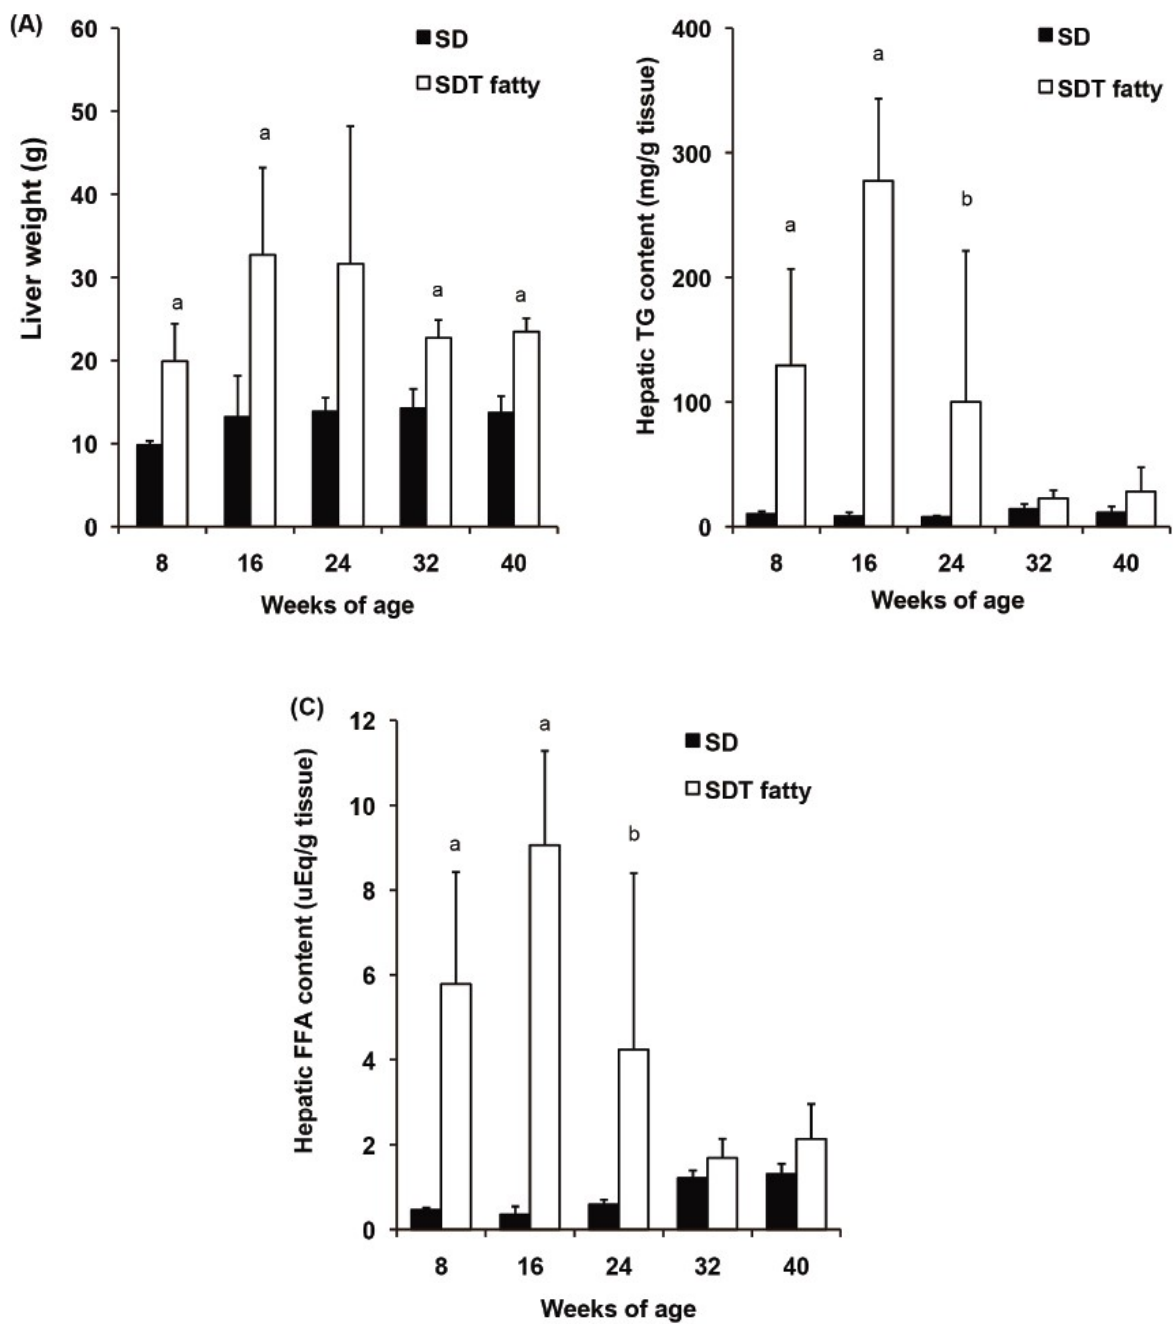 (A)
60
50
40
30
20
10
0
Liver weight (g)
SD
SDT fatty
a
a
a
a
8 16 24 32 40
Weeks of age
400
300
200
100
0
Hepatic TG content (mg/g tissue)
SD
SDT fatty
a
a
b
8 16 24 32 40
Weeks of age
(C)
12
10
8
6
4
2
0
Hepatic FFA content (uEq/g tissue)
SD
SDT fatty
a
a
b
8 16 24 32 40
Weeks of age